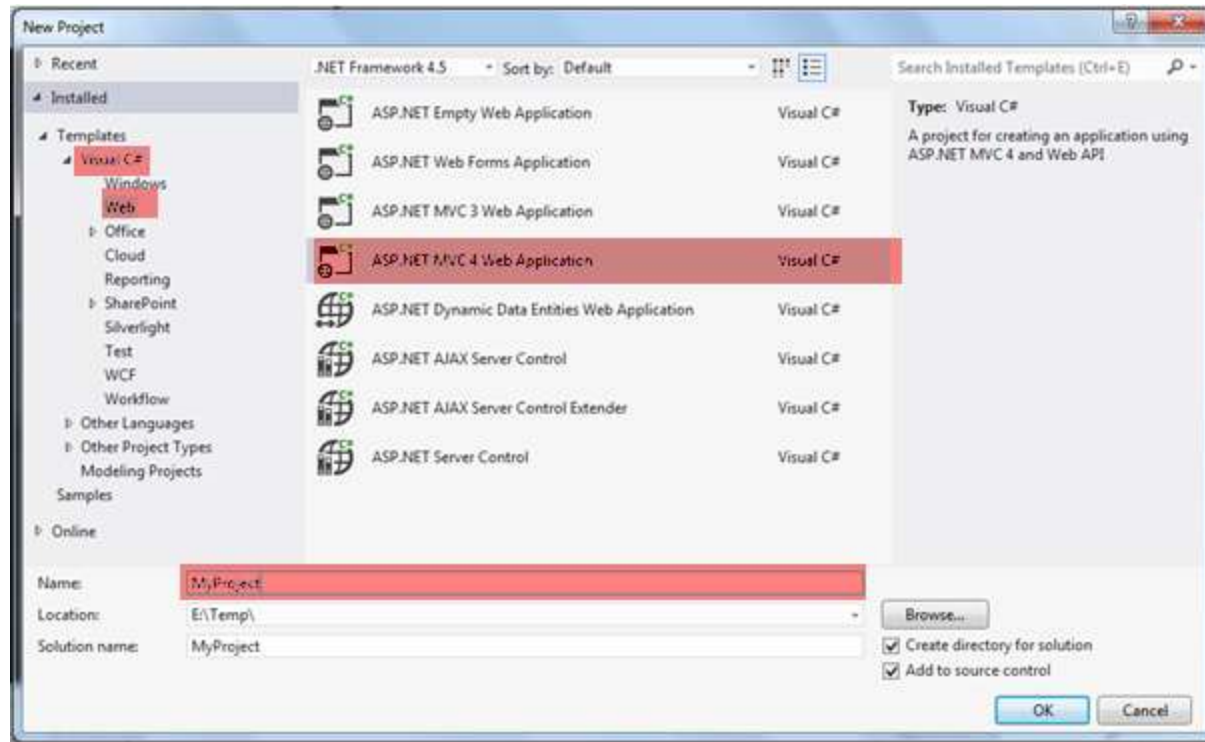 New Project
Recent
.NET Framework 4.5 Sort by: Default
Search Installed Templates (Ctrl+E)
Installed
Templates
Visual C#
Windows
Web
Office
Cloud
Reporting
SharePoint
Silverlight
Test
WCF
Workflow
Other Languages
Other Project Types
Modeling Projects
Samples
Online
ASP.NET Empty Web Application Visual C#
ASP.NET Web Forms Application Visual C#
ASP.NET MVC 3 Web Application Visual C#
ASP.NET MVC 4 Web Application Visual C#
ASP.NET Dynamic Data Entities Web Application Visual C#
ASP.NET AJAX Server Control Visual C#
ASP.NET AJAX Server Control Extender Visual C#
ASP.NET Server Control Visual C#
Type: Visual C#
A project for creating an application using
ASP.NET MVC 4 and Web API
Name: MyProject
Location: E:\Temp\
Browse...
Solution name: MyProject
Create directory for solution
Add to source control
OK Cancel